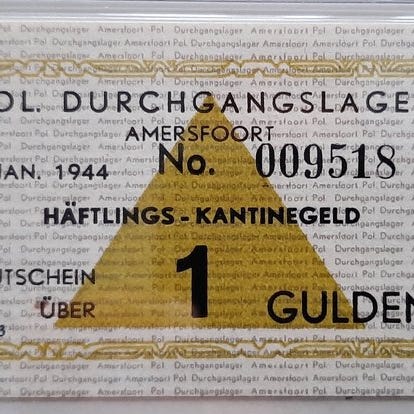 OL. DURCHGANGSLAGE
AMERSFOORT
JAN. 1944 No. 009518
HÄFTLINGS - KANTINEGELD
UTSCHEIN
ÜBER 1 GULDEN